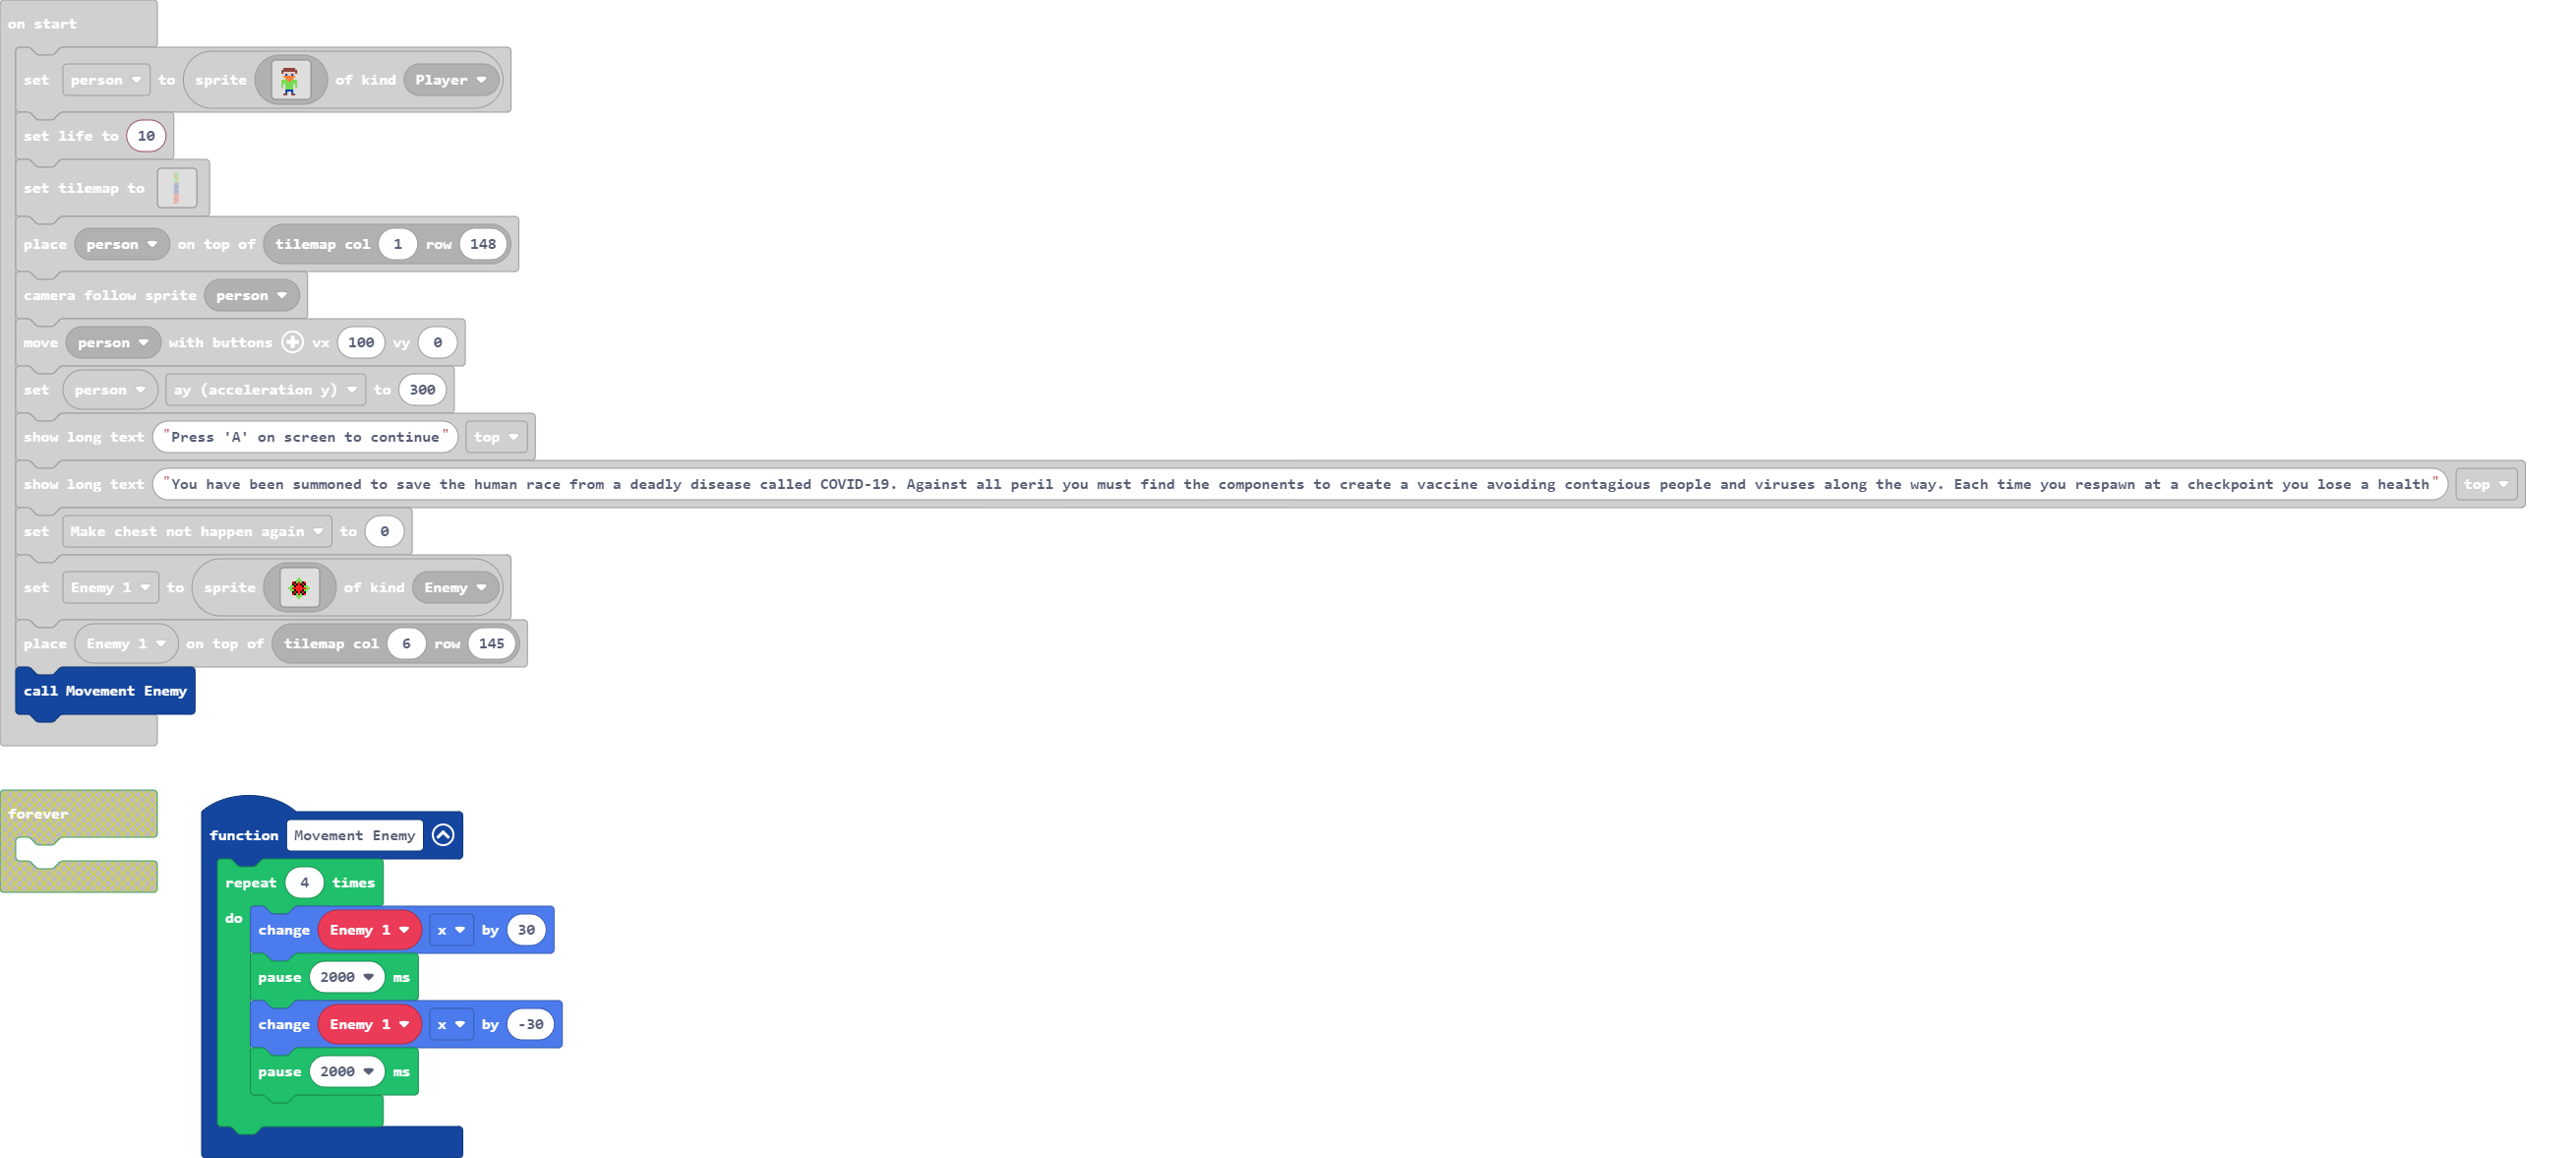 on start
set person to sprite of kind Player
set life to 10
set tilemap to
place person on top of tilemap col 1 row 148
camera follow sprite person
move person with buttons vx 100 vy 0
set person ay (acceleration y) to 300
show long text "Press 'A' on screen to continue" top
show long text "You have been summoned to save the human race from a deadly disease called COVID-19. Against all peril you must find the components to create a vaccine avoiding contagious people and viruses along the way. Each time you respawn at a checkpoint you lose a health" top
set Make chest not happen again to 0
set Enemy 1 to sprite of kind Enemy
place Enemy 1 on top of tilemap col 6 row 145
call Movement Enemy
forever
function Movement Enemy
repeat 4 times
do
change Enemy 1 x by 30
pause 2000 ms
change Enemy 1 x by -30
pause 2000 ms